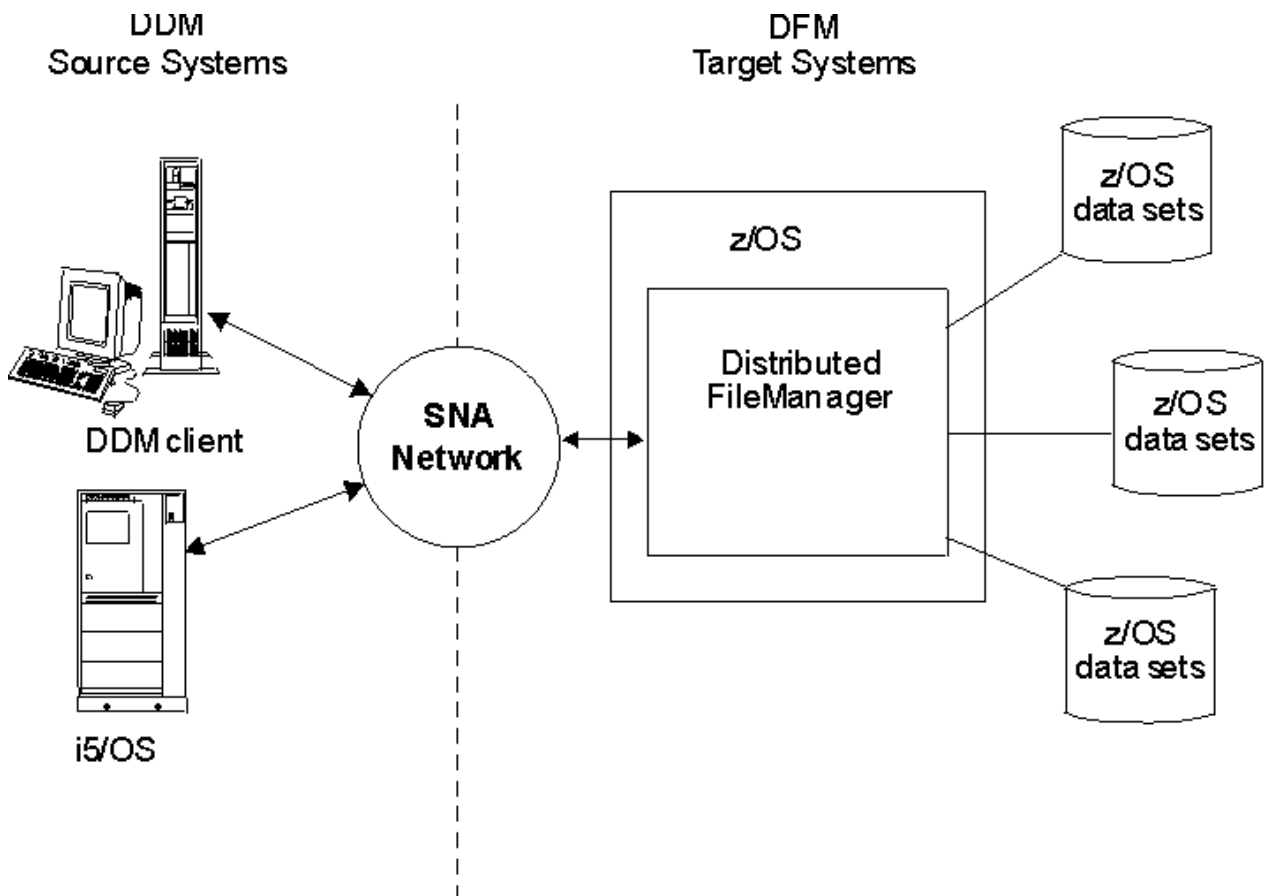 DDM
Source Systems
DFM
Target Systems
z/OS
data sets
z/OS
Distributed
FileManager
z/OS
data sets
SNA
Network
DDM client
z/OS
data sets
i5/OS